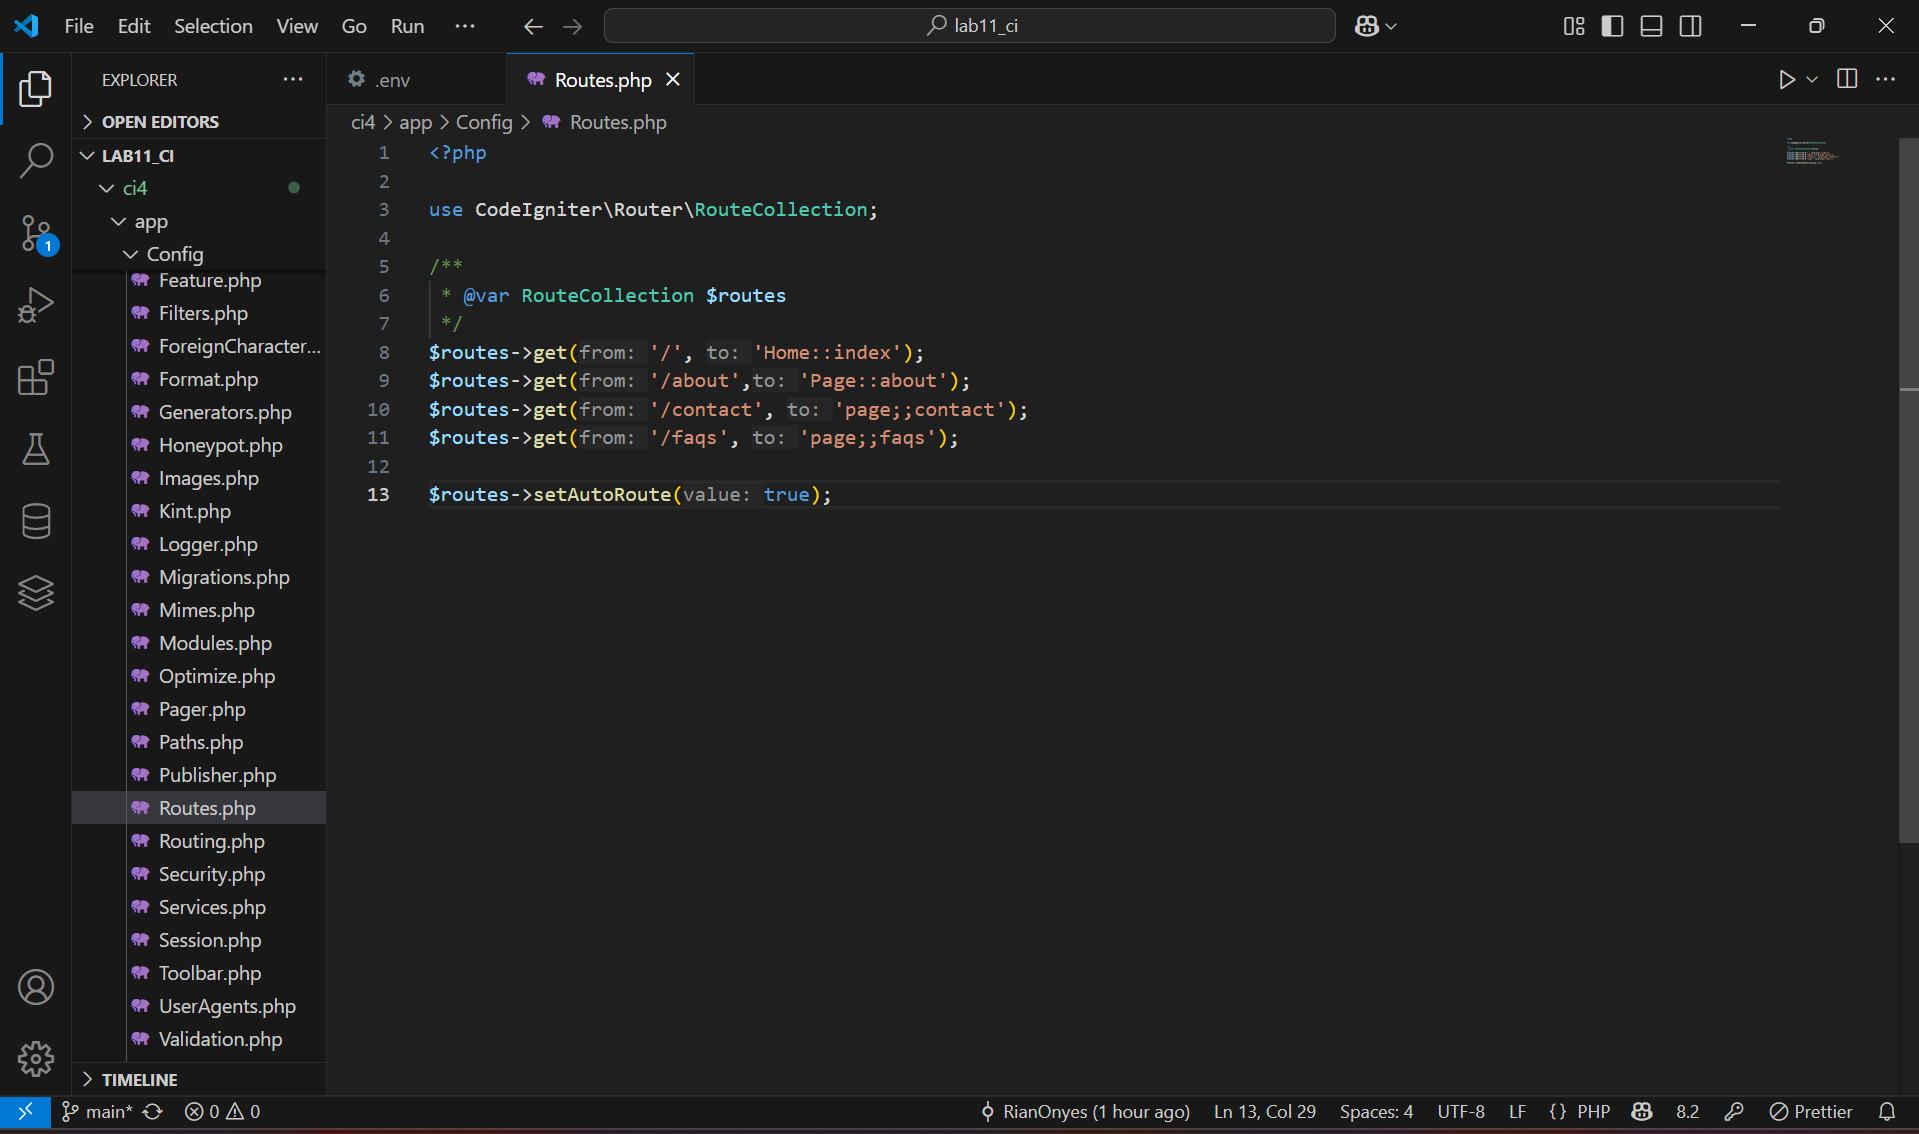 File Edit Selection View Go Run ···
lab11_ci
EXPLORER
OPEN EDITORS
LAB11_CI
ci4
app
Config
Feature.php
Filters.php
ForeignCharacter...
Format.php
Generators.php
Honeypot.php
Images.php
Kint.php
Logger.php
Migrations.php
Mimes.php
Modules.php
Optimize.php
Pager.php
Paths.php
Publisher.php
Routes.php
Routing.php
Security.php
Services.php
Session.php
Toolbar.php
UserAgents.php
Validation.php
TIMELINE
1
.env
Routes.php
ci4 > app > Config > Routes.php
1 <?php
2
3 use CodeIgniter\Router\RouteCollection;
4
5 /**
6 * @var RouteCollection $routes
7 */
8 $routes->get(from: '/', to: 'Home::index');
9 $routes->get(from: '/about',to: 'Page::about');
10 $routes->get(from: '/contact', to: 'page;;contact');
11 $routes->get(from: '/faqs', to: 'page;;faqs');
12
13 $routes->setAutoRoute(value: true);
main* 0 0 RianOnyes (1 hour ago) Ln 13, Col 29 Spaces: 4 UTF-8 LF {} PHP 8.2 Prettier